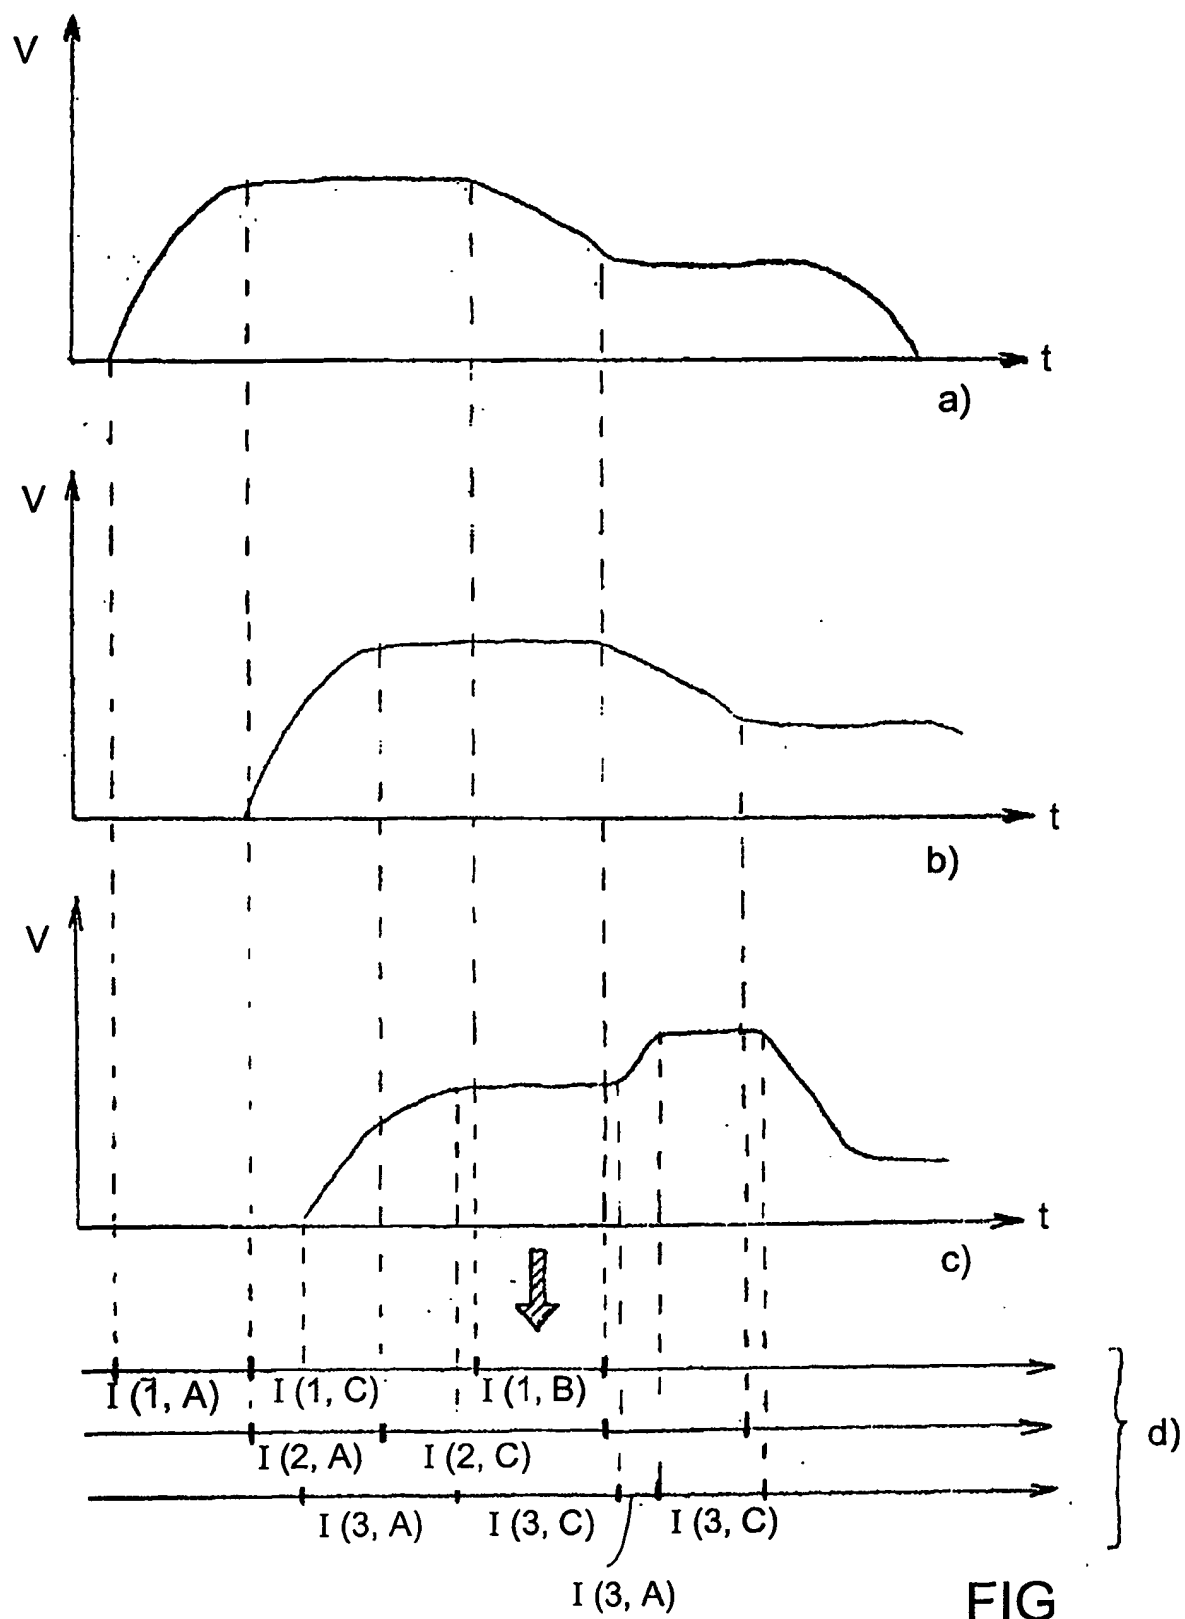 V
t
a)
V
t
b)
V
t
c)
I (1, A) I (1, C) I (1, B)
d)
I (2, A) I (2, C)
I (3, A) I (3, C) I (3, C)
I (3, A)
FIG